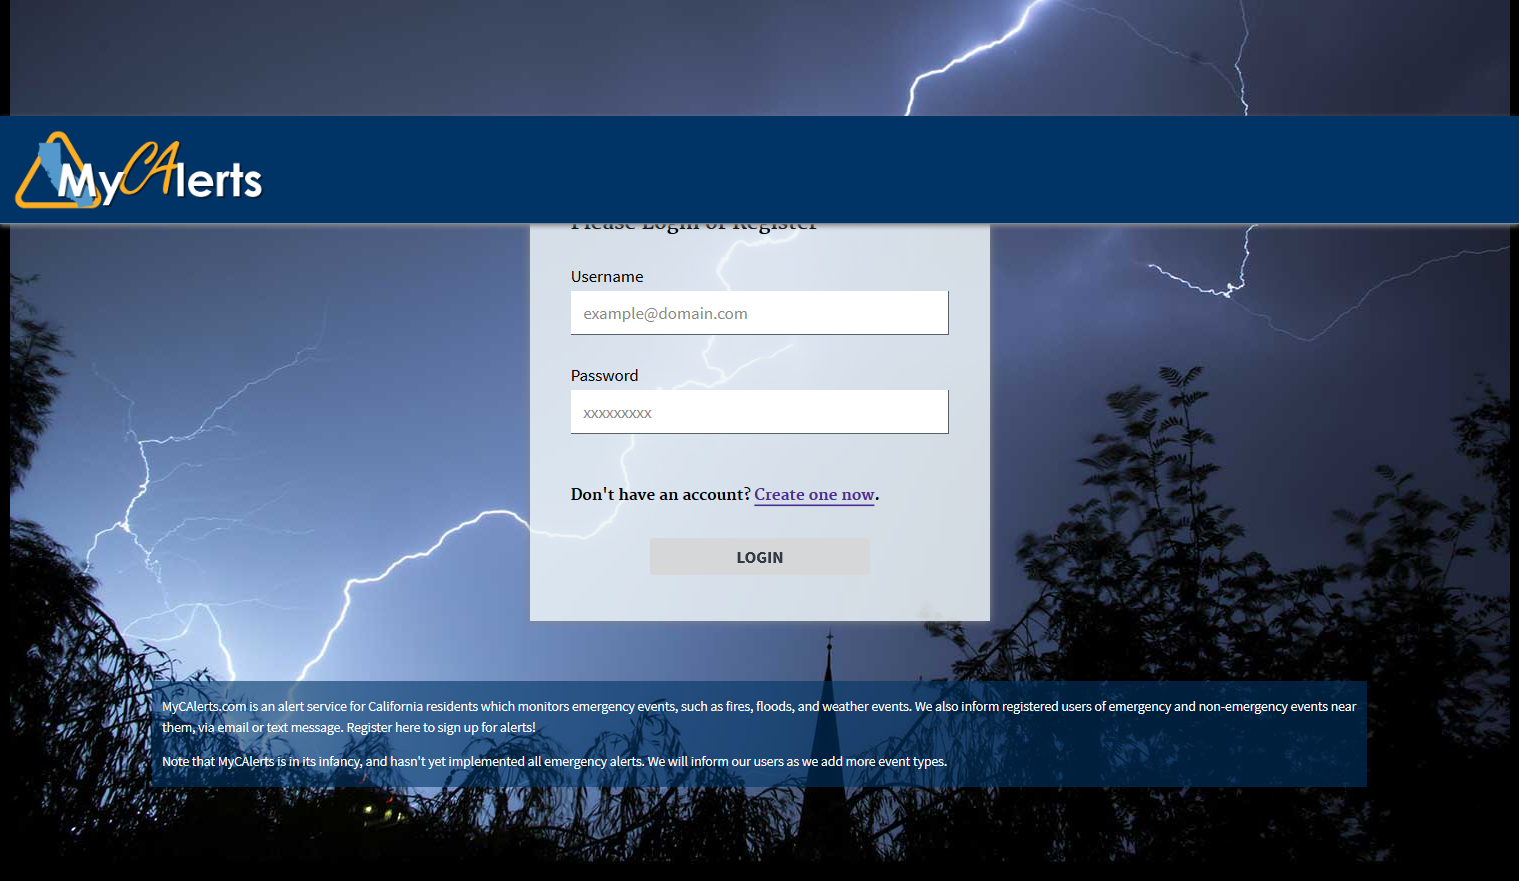 MyCAlerts
Please Login or Register
Username
example@domain.com
Password
xxxxxxxxx
Don't have an account? Create one now.
LOGIN
MyCAlerts.com is an alert service for California residents which monitors emergency events, such as fires, floods, and weather events. We also inform registered users of emergency and non-emergency events near
them, via email or text message. Register here to sign up for alerts!
Note that MyCAlerts is in its infancy, and hasn't yet implemented all emergency alerts. We will inform our users as we add more event types.